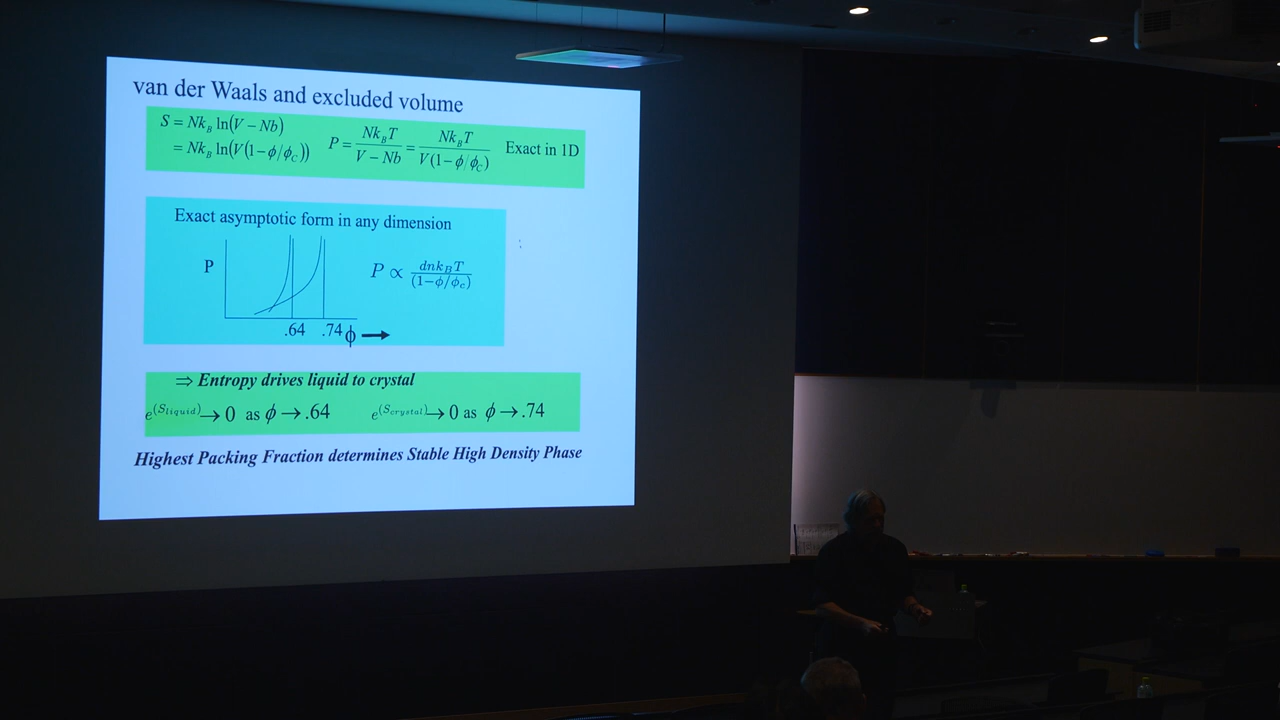 van der Waals and excluded volume
S = Nk_B ln(V − Nb)
= Nk_B ln(V(1−ϕ/ϕ_C))
P = Nk_BT / (V − Nb) = Nk_BT / (V(1−ϕ/ϕ_C))
Exact in 1D
Exact asymptotic form in any dimension
P
P ∝ dnk_BT / (1−ϕ/ϕ_c)
.64 .74 ϕ →
⇒ Entropy drives liquid to crystal
e^(S_liquid) → 0 as ϕ → .64
e^(S_crystal) → 0 as ϕ → .74
Highest Packing Fraction determines Stable High Density Phase